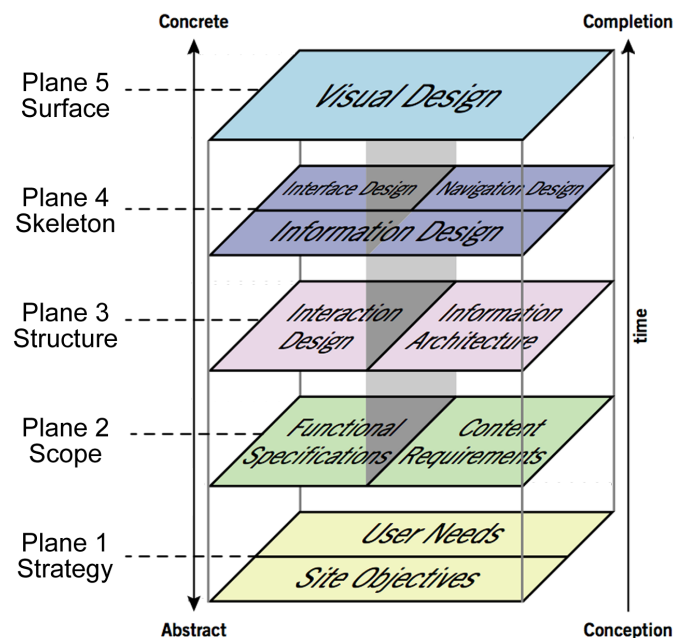 Concrete
Completion
Plane 5
Surface
Visual Design
Plane 4
Skeleton
Interface Design
Navigation Design
Information Design
Plane 3
Structure
Interaction
Design
Information
Architecture
time
Plane 2
Scope
Functional
Specifications
Content
Requirements
Plane 1
Strategy
User Needs
Site Objectives
Abstract
Conception